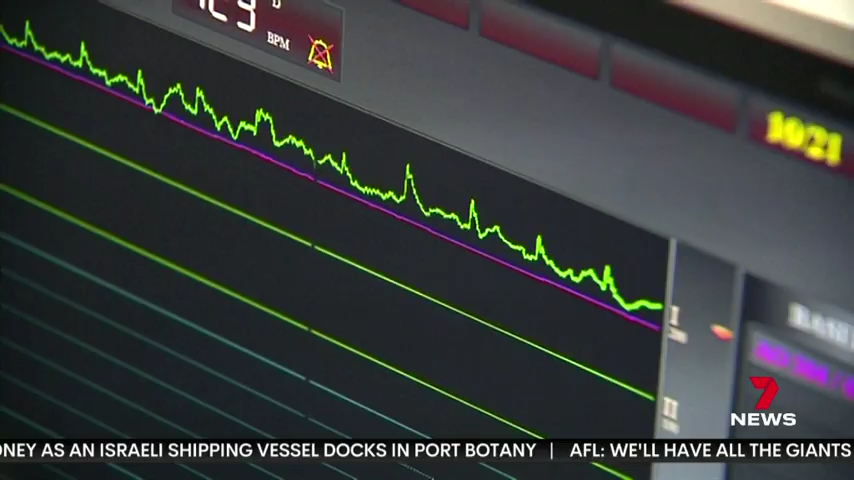 BPM
10/21
I
II
7
NEWS
ONEY AS AN ISRAELI SHIPPING VESSEL DOCKS IN PORT BOTANY | AFL: WE'LL HAVE ALL THE GIANTS